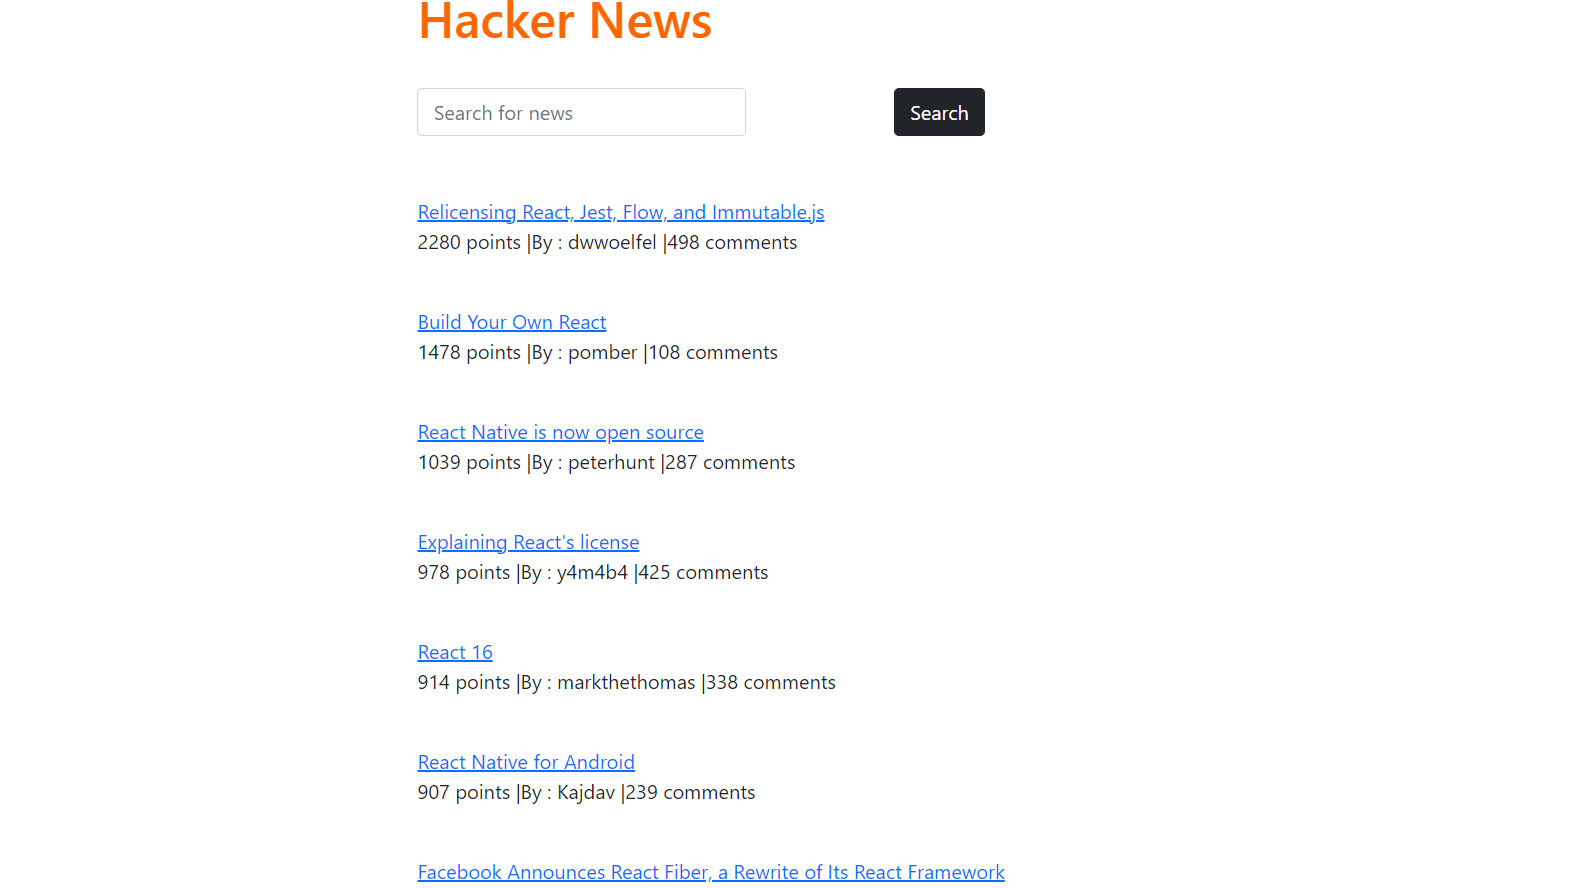 Hacker News
Search for news
Search
Relicensing React, Jest, Flow, and Immutable.js
2280 points |By : dwwoelfel |498 comments
Build Your Own React
1478 points |By : pomber |108 comments
React Native is now open source
1039 points |By : peterhunt |287 comments
Explaining React's license
978 points |By : y4m4b4 |425 comments
React 16
914 points |By : markthethomas |338 comments
React Native for Android
907 points |By : Kajdav |239 comments
Facebook Announces React Fiber, a Rewrite of Its React Framework